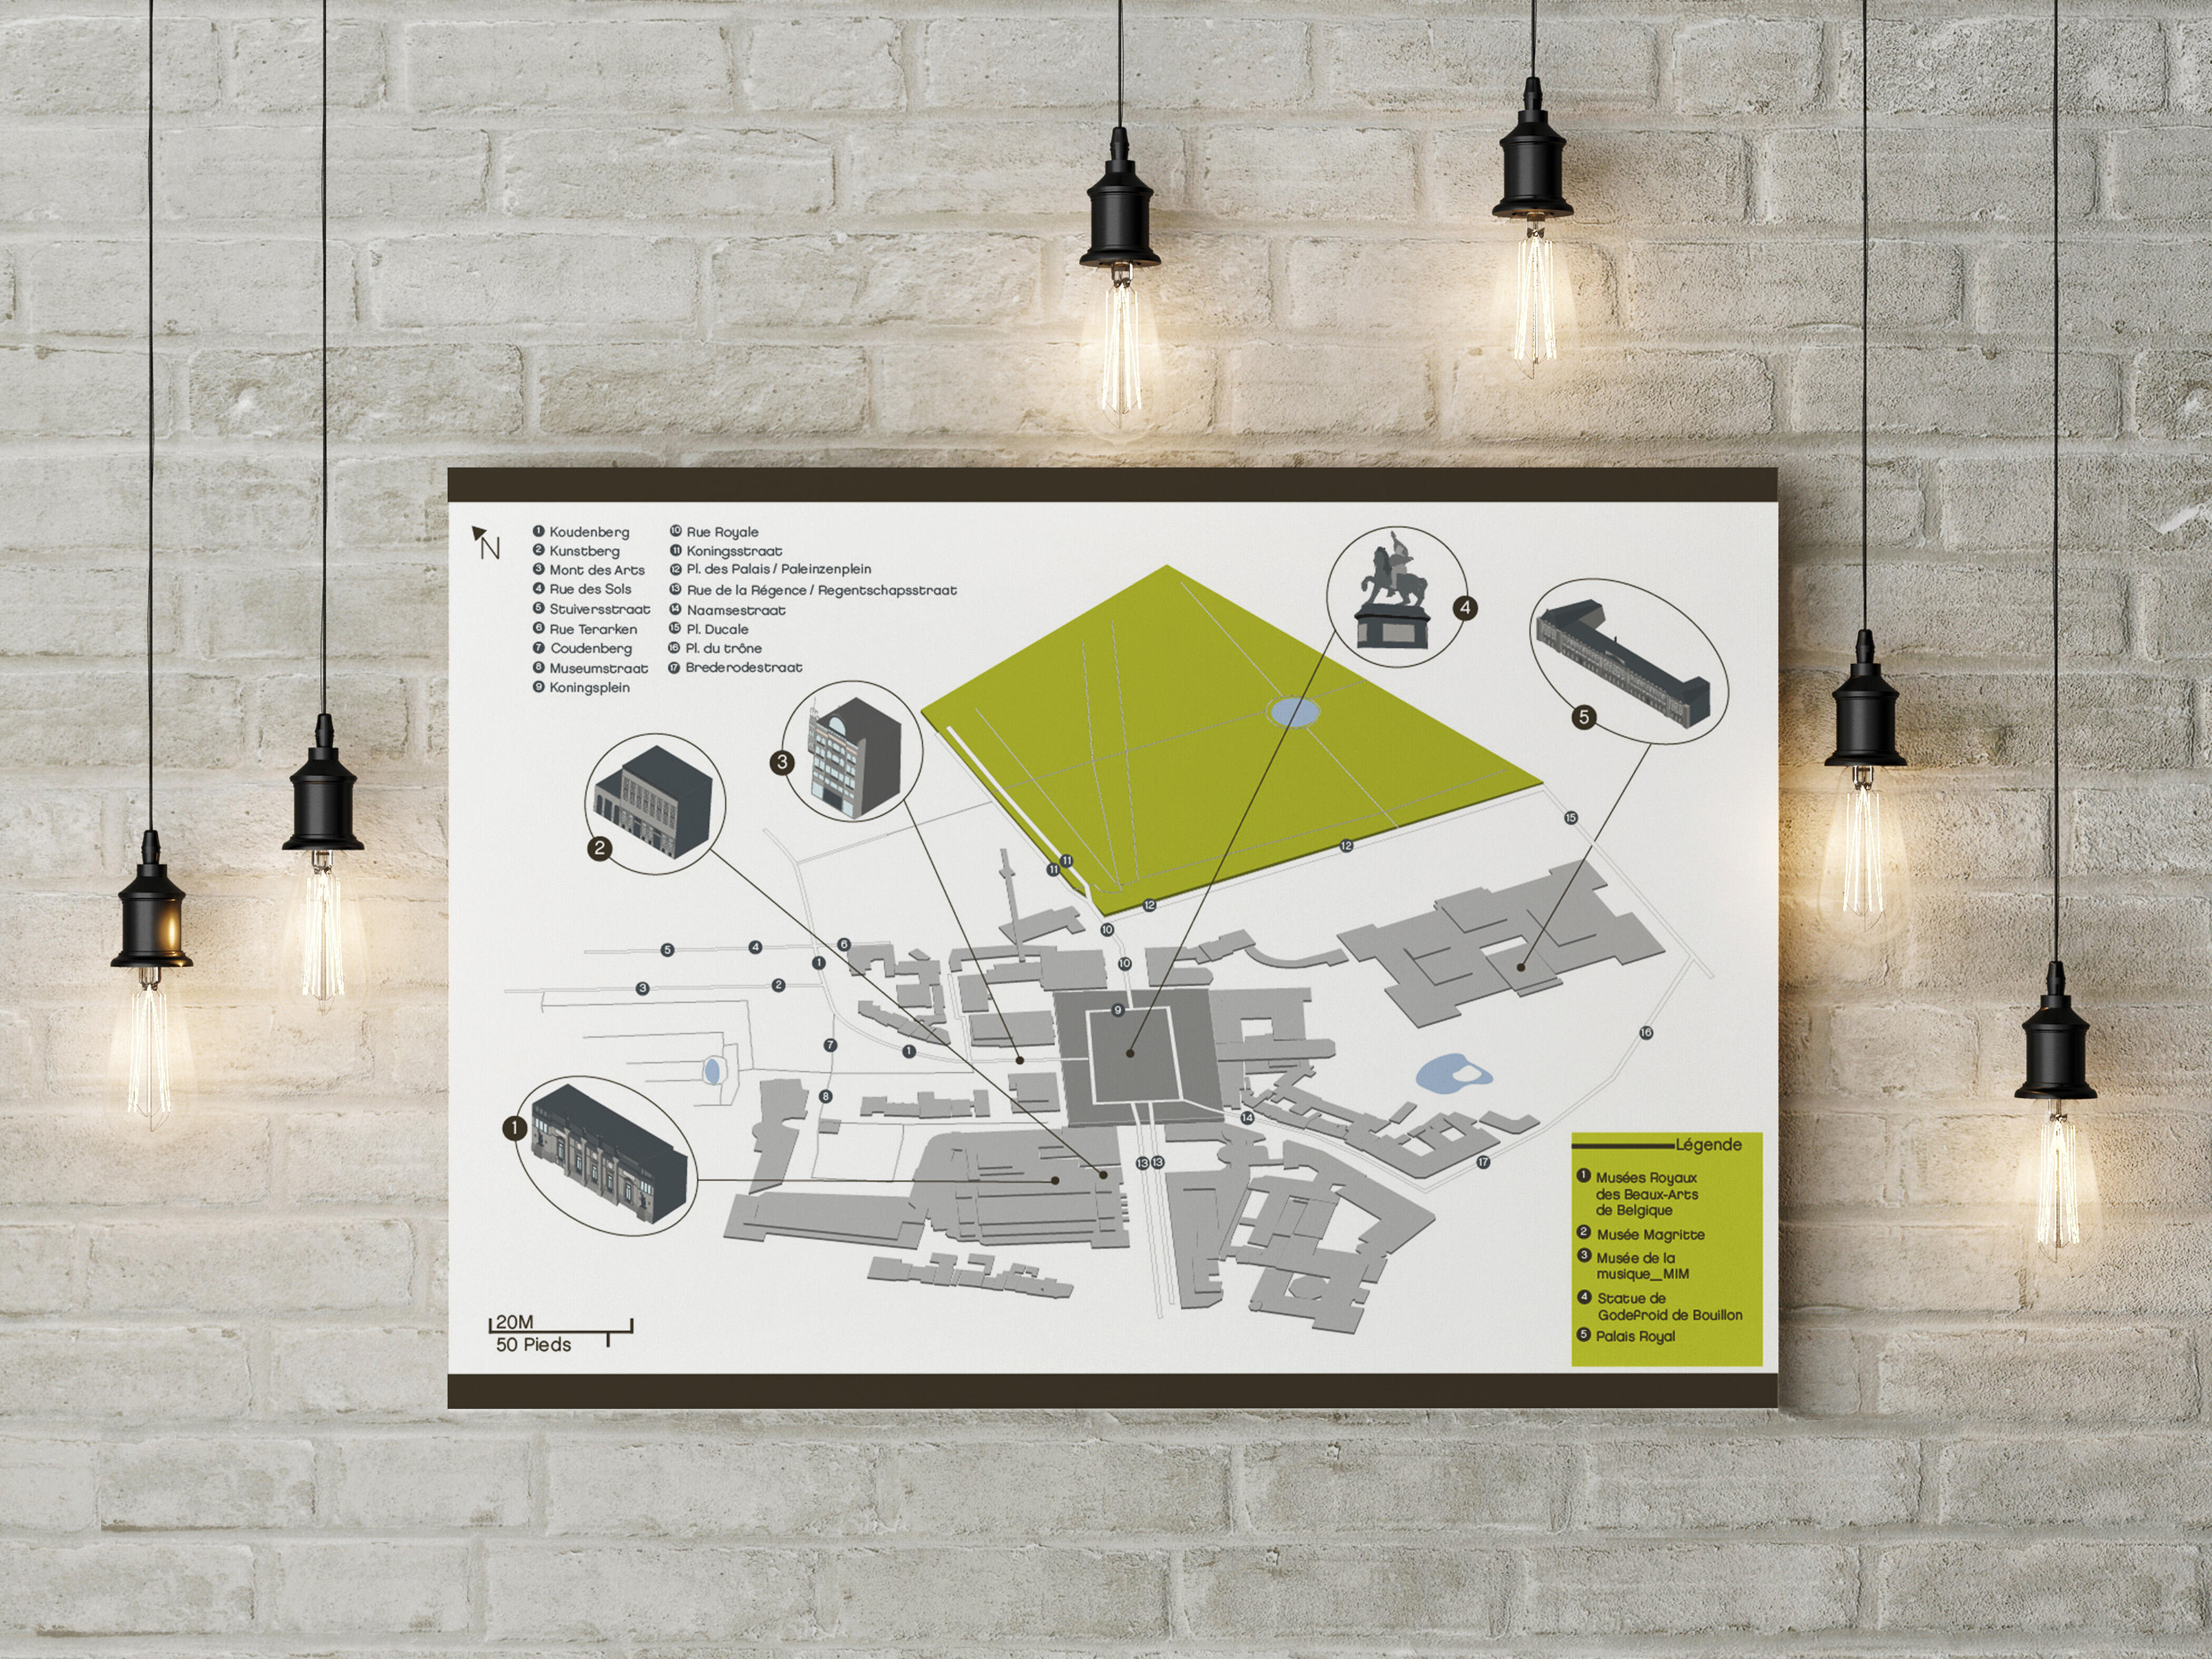 N
1 Koudenberg
2 Kunstberg
3 Mont des Arts
4 Rue des Sols
5 Stuiversstraat
6 Rue Terarken
7 Coudenberg
8 Museumstraat
9 Koningsplein
10 Rue Royale
11 Koningsstraat
12 Pl. des Palais / Paleinzenplein
13 Rue de la Régence / Regentschapsstraat
14 Naamsestraat
15 Pl. Ducale
16 Pl. du trône
17 Brederodestraat
4
5
3
2
15
12
11
11
12
10
6
4
5
1
10
3
2
9
16
7
1
8
14
1
13 13
17
Légende
1 Musées Royaux
des Beaux-Arts
de Belgique
2 Musée Magritte
3 Musée de la
musique_MIM
4 Statue de
Godefroid de Bouillon
5 Palais Royal
20M
50 Pieds